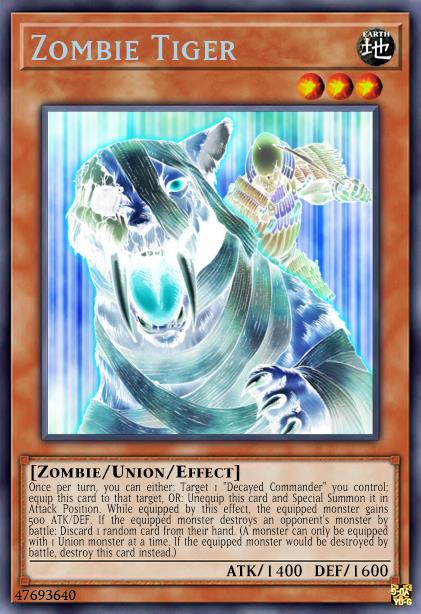 Zombie Tiger
EARTH
地
[Zombie/Union/Effect]
Once per turn, you can either: Target 1 "Decayed Commander" you control;
equip this card to that target, OR: Unequip this card and Special Summon it in
Attack Position. While equipped by this effect, the equipped monster gains
500 ATK/DEF. If the equipped monster destroys an opponent's monster by
battle: Discard 1 random card from their hand. (A monster can only be equipped
with 1 Union monster at a time. If the equipped monster would be destroyed by
battle, destroy this card instead.)
ATK/1400 DEF/1600
47693640